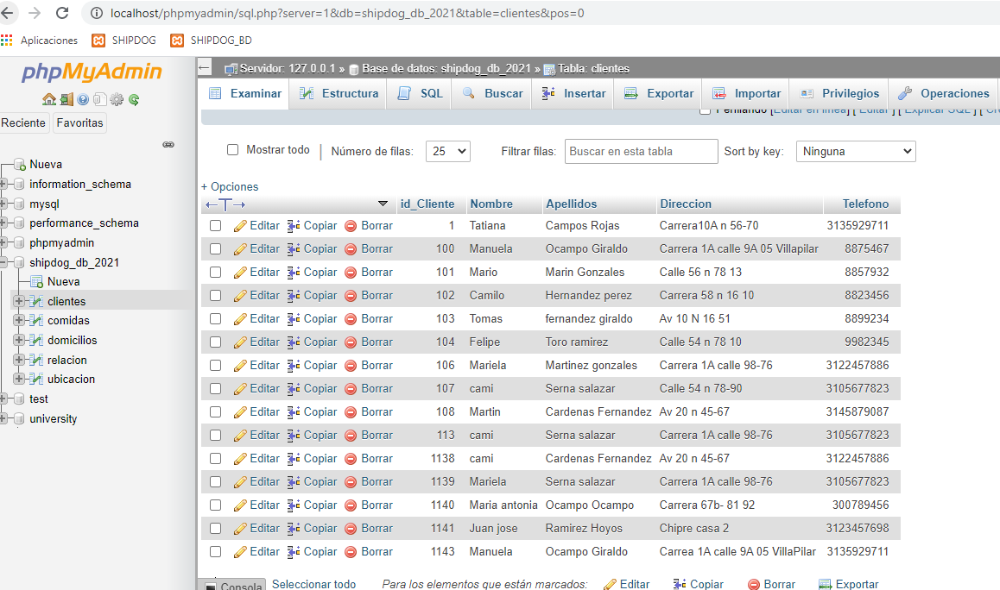 localhost/phpmyadmin/sql.php?server=1&db=shipdog_db_2021&table=clientes&pos=0
Aplicaciones SHIPDOG SHIPDOG_BD
phpMyAdmin
Reciente Favoritas
Nueva
information_schema
mysql
performance_schema
phpmyadmin
shipdog_db_2021
Nueva
clientes
comidas
domicilios
relacion
ubicacion
test
university
Servidor: 127.0.0.1 » Base de datos: shipdog_db_2021 » Tabla: clientes
Examinar Estructura SQL Buscar Insertar Exportar Importar Privilegios Operaciones
Perfilando [Editar en línea] [ Editar ] [ Explicar SQL ] [
Mostrar todo | Número de filas: 25 Filtrar filas: Buscar en esta tabla Sort by key: Ninguna
+ Opciones
←T→ id_Cliente Nombre Apellidos Direccion Telefono
Editar Copiar Borrar 1 Tatiana Campos Rojas Carrera10A n 56-70 3135929711
Editar Copiar Borrar 100 Manuela Ocampo Giraldo Carrera 1A calle 9A 05 Villapilar 8875467
Editar Copiar Borrar 101 Mario Marin Gonzales Calle 56 n 78 13 8857932
Editar Copiar Borrar 102 Camilo Hernandez perez Carrera 58 n 16 10 8823456
Editar Copiar Borrar 103 Tomas fernandez giraldo Av 10 N 16 51 8899234
Editar Copiar Borrar 104 Felipe Toro ramirez Calle 54 n 78 10 9982345
Editar Copiar Borrar 106 Mariela Martinez gonzales Carrera 1A calle 98-76 3122457886
Editar Copiar Borrar 107 cami Serna salazar Calle 54 n 78-90 3105677823
Editar Copiar Borrar 108 Martin Cardenas Fernandez Av 20 n 45-67 3145879087
Editar Copiar Borrar 113 cami Serna salazar Carrera 1A calle 98-76 3105677823
Editar Copiar Borrar 1138 cami Cardenas Fernandez Av 20 n 45-67 3122457886
Editar Copiar Borrar 1139 Mariela Serna salazar Carrera 1A calle 98-76 3105677823
Editar Copiar Borrar 1140 Maria antonia Ocampo Ocampo Carrera 67b- 81 92 300789456
Editar Copiar Borrar 1141 Juan jose Ramirez Hoyos Chipre casa 2 3123457698
Editar Copiar Borrar 1143 Manuela Ocampo Giraldo Carrea 1A calle 9A 05 VillaPilar 3135929711
Consola Seleccionar todo Para los elementos que están marcados: Editar Copiar Borrar Exportar